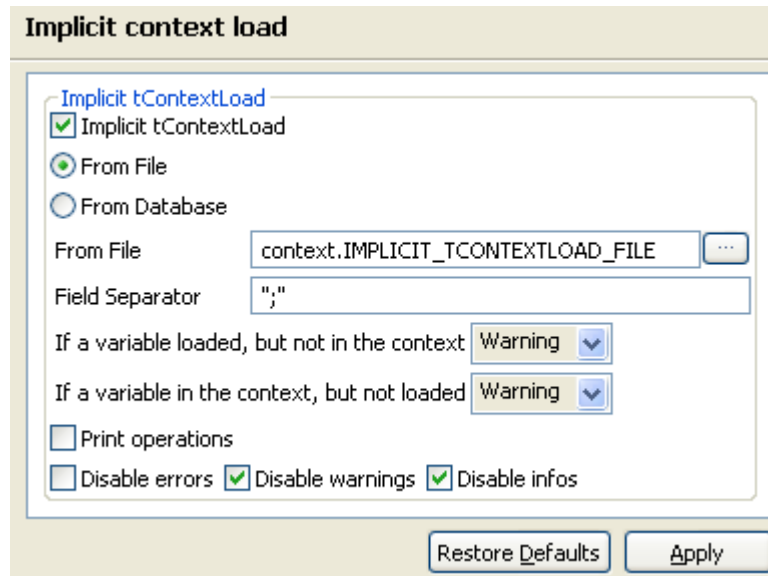 Implicit context load
Implicit tContextLoad
Implicit tContextLoad
From File
From Database
From File context.IMPLICIT_TCONTEXTLOAD_FILE ...
Field Separator ";"
If a variable loaded, but not in the context Warning
If a variable in the context, but not loaded Warning
Print operations
Disable errors Disable warnings Disable infos
Restore Defaults Apply